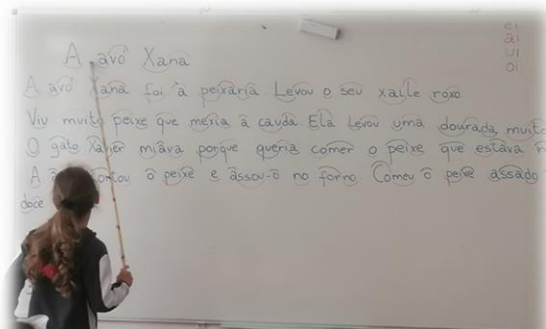 ei
ai
ui
oi
A avó Xana
A avó Xana foi à peixaria Levou o seu xaile roxo
Viu muito peixe que mexia a cauda Ela levou uma dourada, muito
O gato Xavier miava porque queria comer o peixe que estava
A cortou o peixe e assou-o no forno Comeu o peixe assado
doce